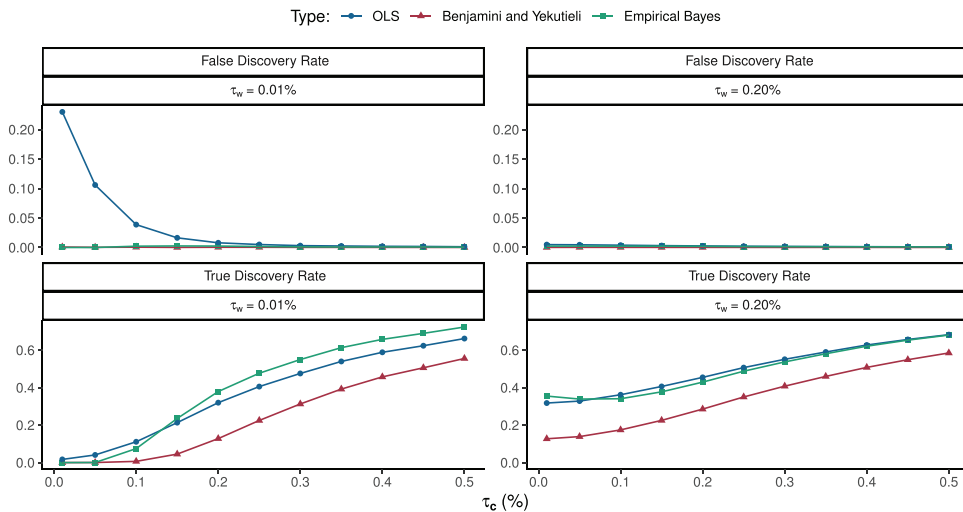 Type: OLS Benjamini and Yekutieli Empirical Bayes
False Discovery Rate
τw = 0.01%
0.20
0.15
0.10
0.05
0.00
False Discovery Rate
τw = 0.20%
0.20
0.15
0.10
0.05
0.00
True Discovery Rate
τw = 0.01%
0.6
0.4
0.2
0.0
0.0 0.1 0.2 0.3 0.4 0.5
True Discovery Rate
τw = 0.20%
0.6
0.4
0.2
0.0
0.0 0.1 0.2 0.3 0.4 0.5
τc (%)